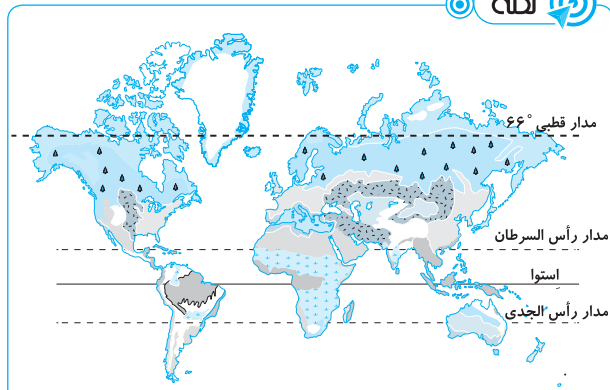 مدار قطبی ۶۶°
مدار رأس السرطان
استوا
مدار رأس الجدی